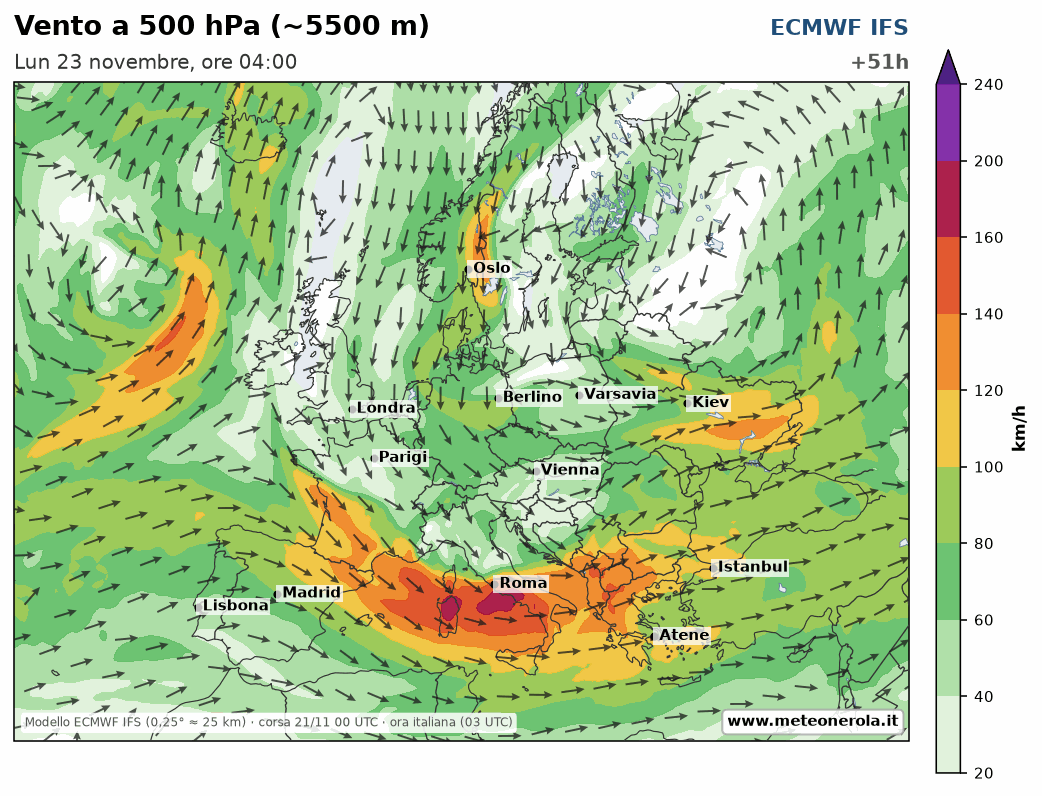 Vento a 500 hPa (~5500 m)
ECMWF IFS
Lun 23 novembre, ore 04:00
+51h
240
200
160
140
120
100
80
60
40
20
km/h
Oslo
Londra
Berlino
Varsavia
Kiev
Parigi
Vienna
Istanbul
Roma
Madrid
Lisbona
Atene
Modello ECMWF IFS (0,25° ≈ 25 km) · corsa 21/11 00 UTC · ora italiana (03 UTC)
www.meteonerola.it